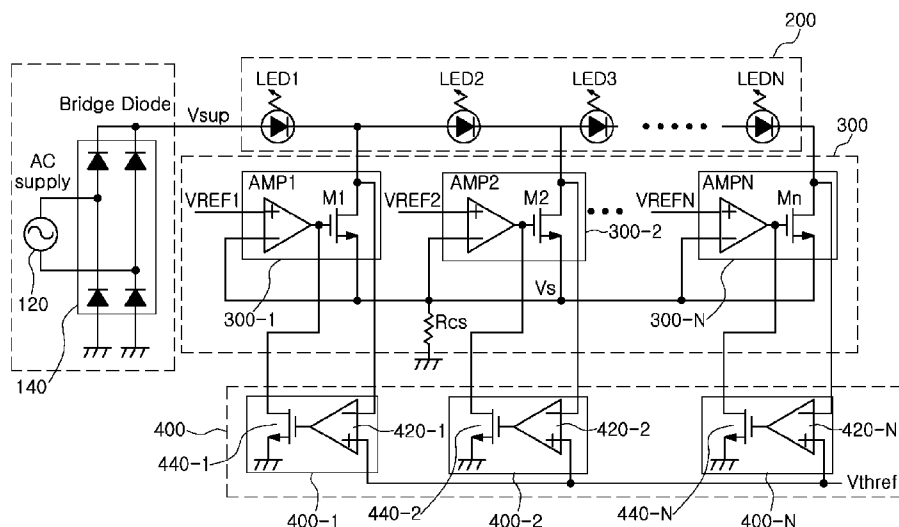 200
LED1
LED2
LED3
LEDN
Bridge Diode
Vsup
300
AC
supply
AMP1
M1
AMP2
M2
AMPN
Mn
VREF1
VREF2
VREFN
+
-
+
-
+
-
300-2
120
300-1
Vs
300-N
Rcs
140
400
420-1
420-2
420-N
440-1
440-2
440-N
Vthref
400-1
400-2
400-N